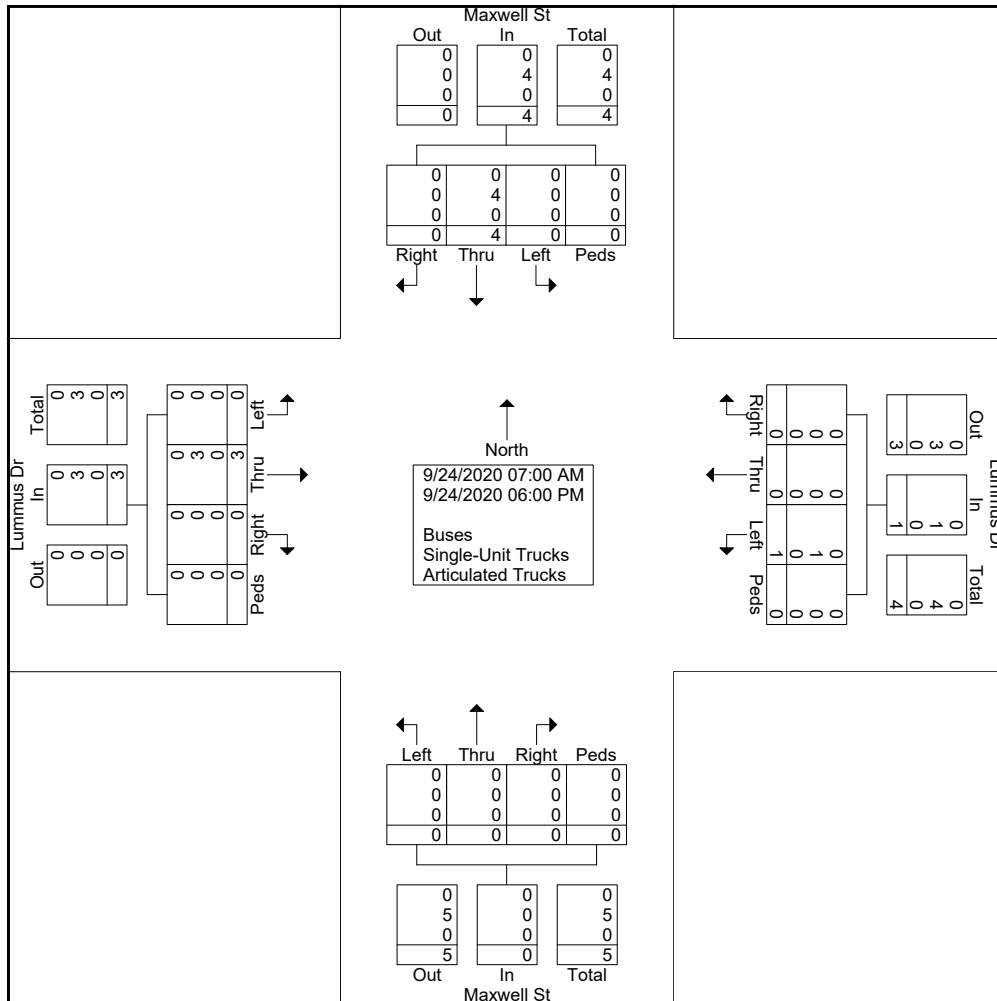 Maxwell St
Out In Total
0 0 0
0 4 4
0 0 0
0 4 4
0 0 0 0
0 4 0 0
0 0 0 0
0 4 0 0
Right Thru Left Peds
Lummus Dr
Total
0 3 0 3
In
0 3 0 3
Out
0 0 0 0
0 0 0 0
Left
0 3 0 3
Thru
0 0 0 0
Right
0 0 0 0
Peds
North
9/24/2020 07:00 AM
9/24/2020 06:00 PM
Buses
Single-Unit Trucks
Articulated Trucks
Right
0 0 0 0
Thru
0 0 0 0
Left
1 0 1 0
Peds
0 0 0 0
Out
3 0 3 0
In
1 0 1 0
Total
4 0 4 0
Lummus Dr
Left Thru Right Peds
0 0 0 0
0 0 0 0
0 0 0 0
0 0 0 0
0 0 0
5 0 5
0 0 0
5 0 5
Out In Total
Maxwell St